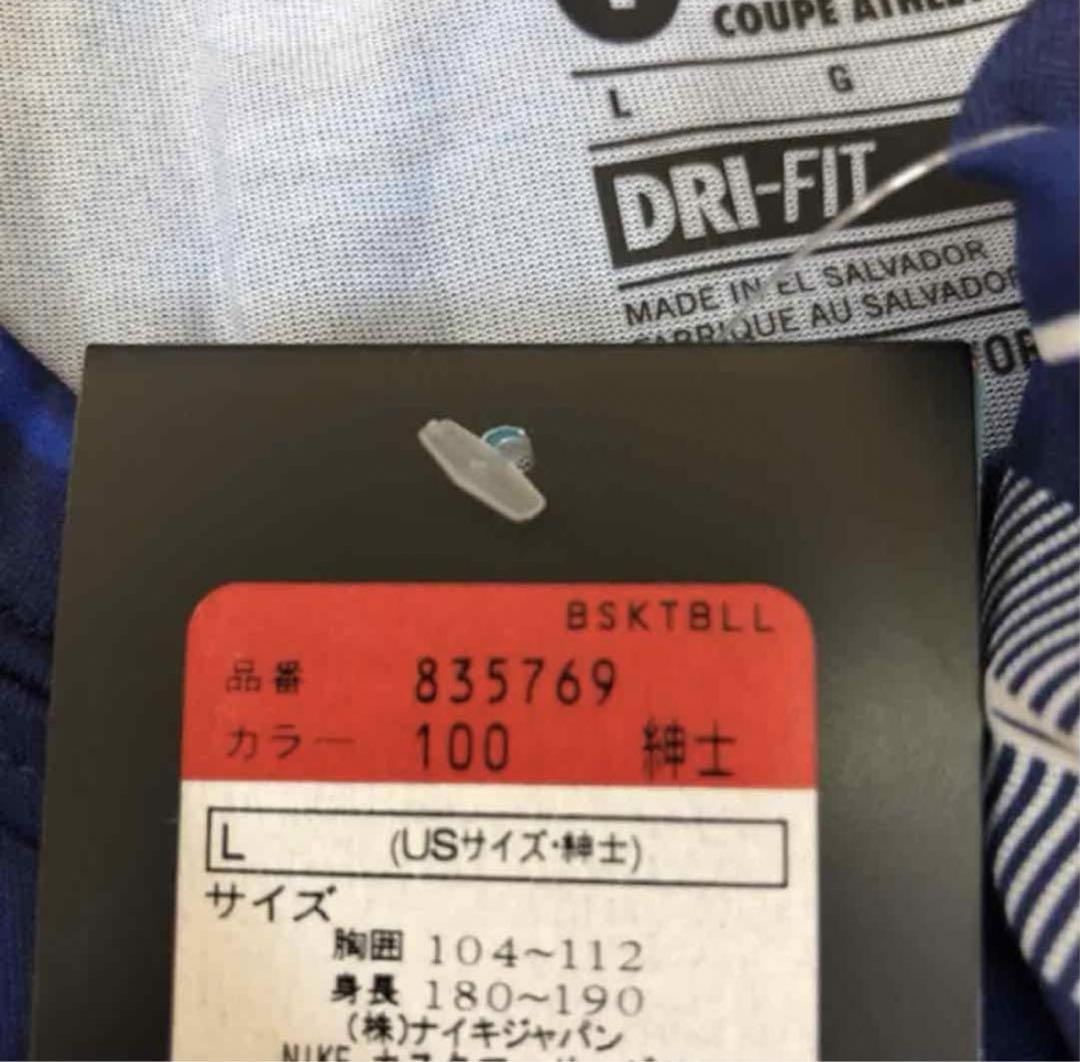 COUPE
L G
DRI-FIT
MADE IN EL SALVADOR
FABRIQUE AU SALVADOR
BSKTBLL
品番 835769
カラー 100 紳士
L (USサイズ·紳士)
サイズ
胸囲 104~112
身長 180~190
(株)ナイキジャパン
NIKE